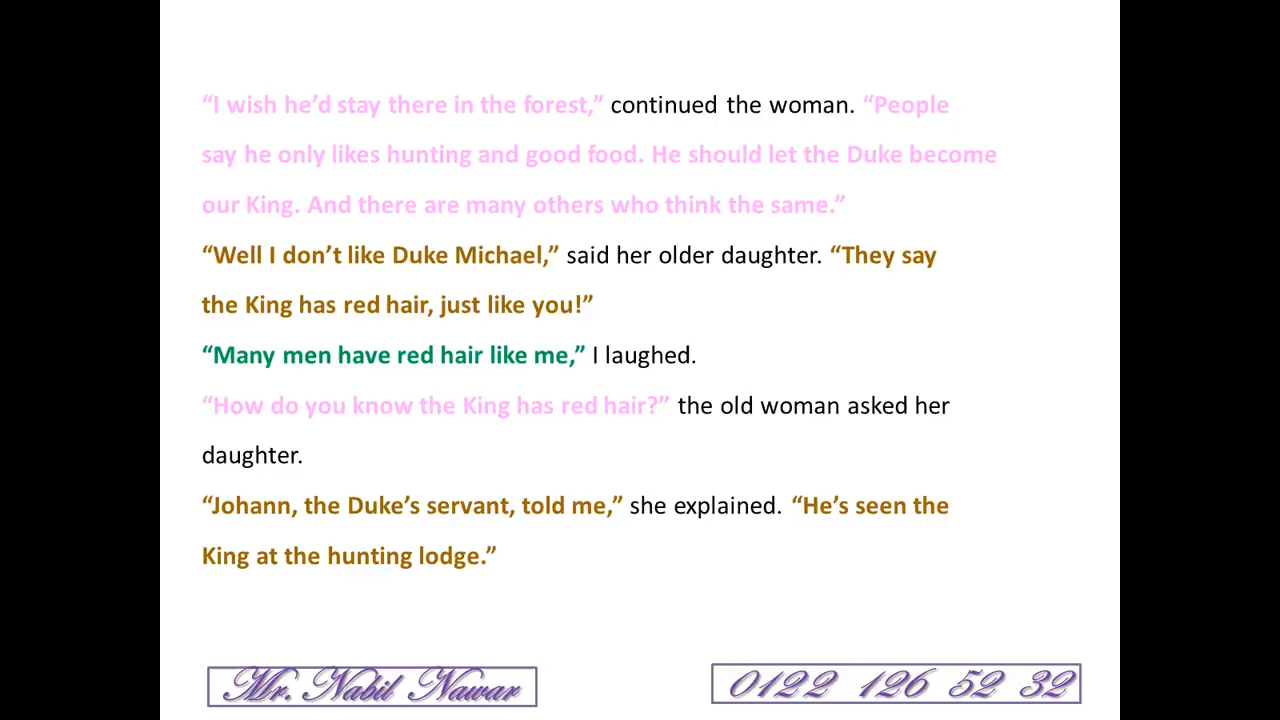 “I wish he’d stay there in the forest,” continued the woman. “People
say he only likes hunting and good food. He should let the Duke become
our King. And there are many others who think the same.”
“Well I don’t like Duke Michael,” said her older daughter. “They say
the King has red hair, just like you!”
“Many men have red hair like me,” I laughed.
“How do you know the King has red hair?” the old woman asked her
daughter.
“Johann, the Duke’s servant, told me,” she explained. “He’s seen the
King at the hunting lodge.”
Mr. Nabil Nawar
0122 126 52 32